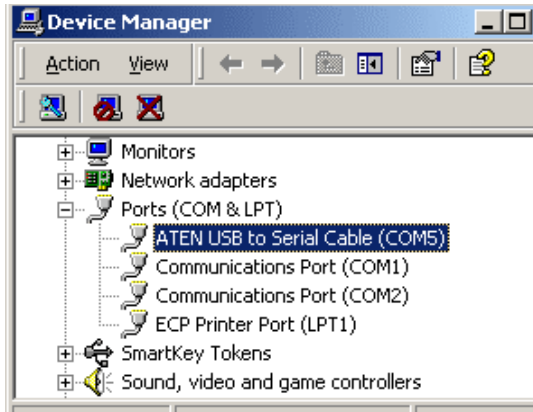 Device Manager
Action View
Monitors
Network adapters
Ports (COM & LPT)
ATEN USB to Serial Cable (COM5)
Communications Port (COM1)
Communications Port (COM2)
ECP Printer Port (LPT1)
SmartKey Tokens
Sound, video and game controllers